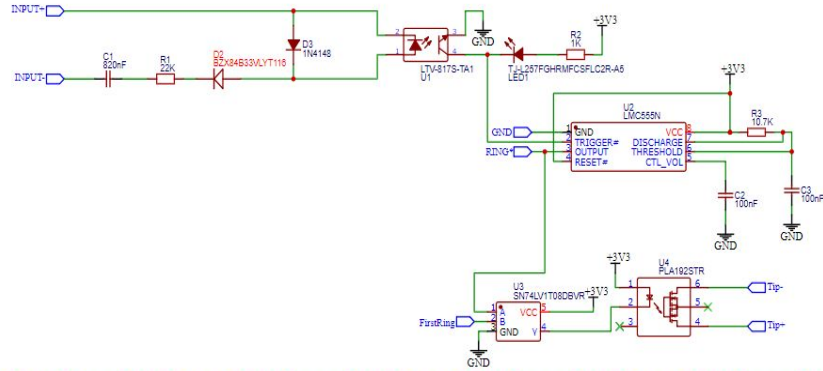 INPUT+
+3V3
C1
820nF
R1
22K
D2
BZX84B33VLYT116
D3
1N4148
INPUT-
2
1
3
4
LTV-817S-TA1
U1
GND
R2
1K
LED1
+3V3
U2
LMC555N
R3
10.7K
GND
RING*
1
2
3
4
GND
TRIGGER#
OUTPUT
RESET#
VCC
DISCHARGE
THRESHOLD
CTL_VOL
8
7
6
5
C2
100nF
C3
100nF
GND
GND
U3
SN74LV1T08DBVR
+3V3
FirstRing
1
2
3
A
B
GND
VCC
Y
5
4
GND
+3V3
U4
PLA192STR
1
2
3
6
5
4
Tip-
Tip+